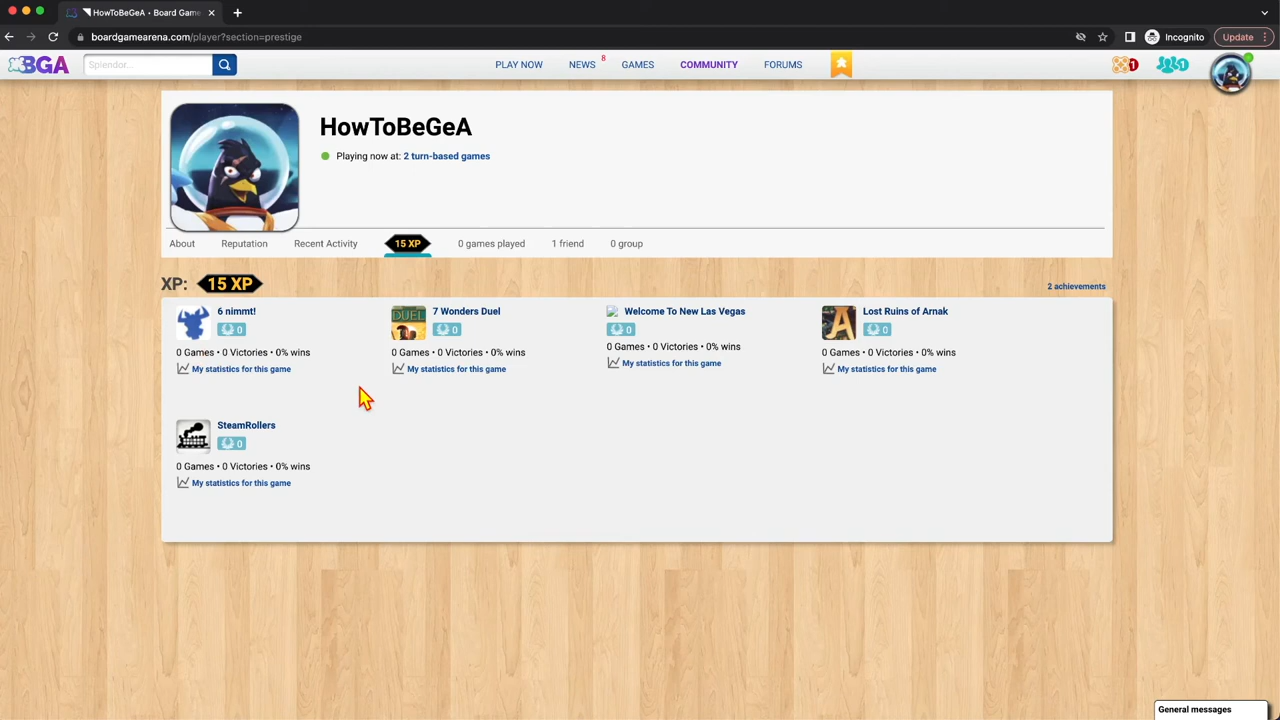 HowToBeGeA • Board Game
boardgamearena.com/player?section=prestige
Incognito
Update
BGA
Splendor...
PLAY NOW
NEWS 8
GAMES
COMMUNITY
FORUMS
1
1
HowToBeGeA
Playing now at: 2 turn-based games
About
Reputation
Recent Activity
15 XP
0 games played
1 friend
0 group
XP: 15 XP
2 achievements
6 nimmt!
0
0 Games • 0 Victories • 0% wins
My statistics for this game
7 Wonders Duel
0
0 Games • 0 Victories • 0% wins
My statistics for this game
Welcome To New Las Vegas
0
0 Games • 0 Victories • 0% wins
My statistics for this game
Lost Ruins of Arnak
0
0 Games • 0 Victories • 0% wins
My statistics for this game
SteamRollers
0
0 Games • 0 Victories • 0% wins
My statistics for this game
DUEL
A
General messages